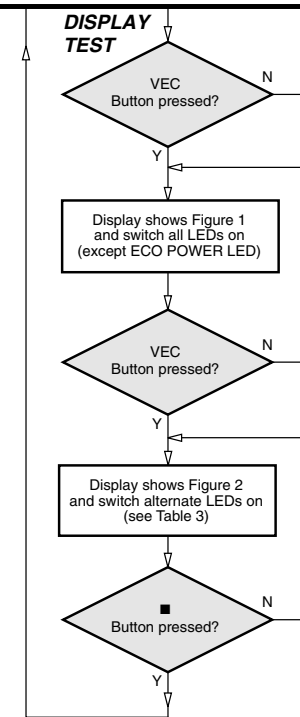 DISPLAY
TEST
VEC
Button pressed?
N
Y
Display shows Figure 1
and switch all LEDs on
(except ECO POWER LED)
VEC
Button pressed?
N
Y
Display shows Figure 2
and switch alternate LEDs on
(see Table 3)
■
Button pressed?
N
Y